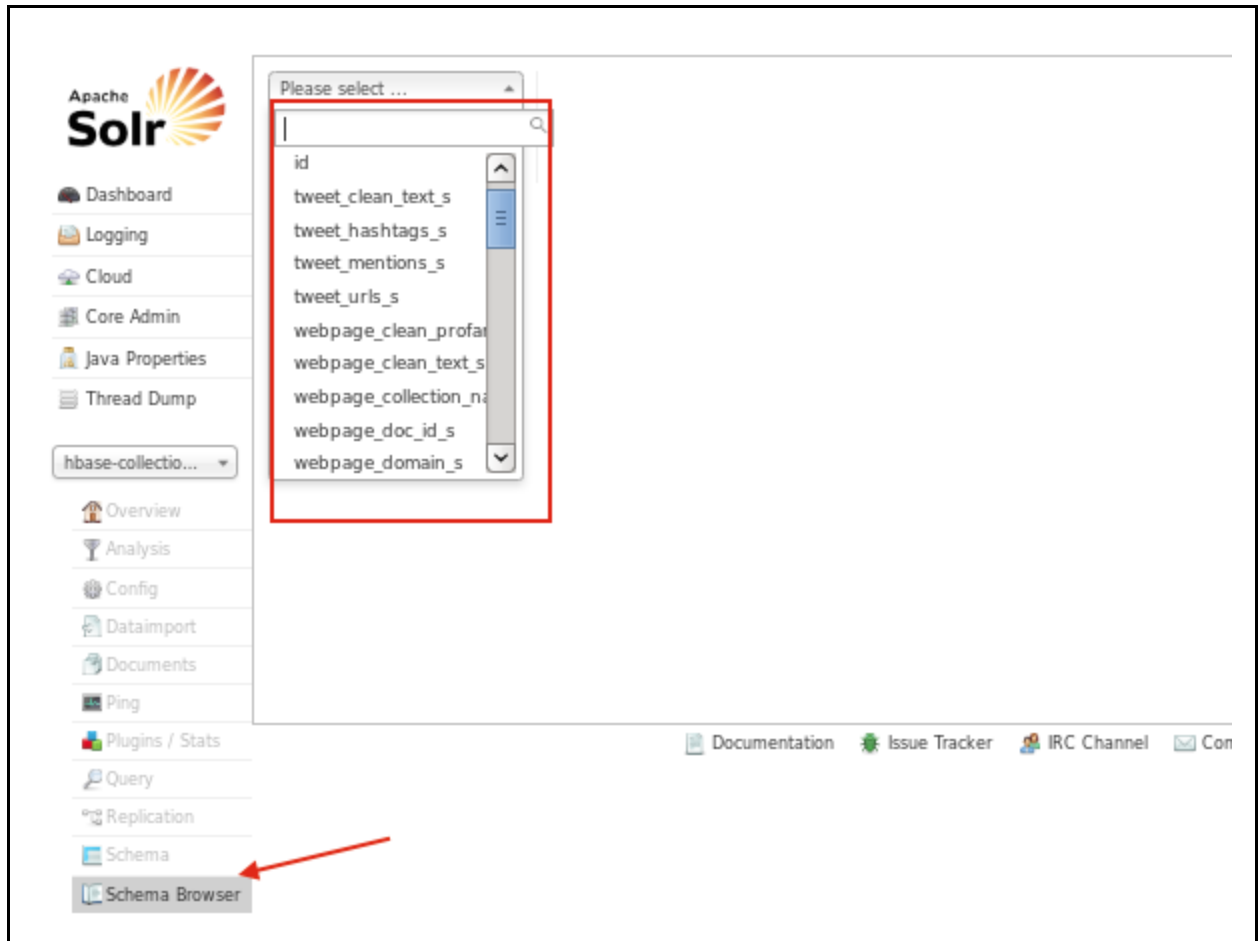 Apache
Solr
Dashboard
Logging
Cloud
Core Admin
Java Properties
Thread Dump
hbase-collectio...
Overview
Analysis
Config
Dataimport
Documents
Ping
Plugins / Stats
Query
Replication
Schema
Schema Browser
Please select ...
id
tweet_clean_text_s
tweet_hashtags_s
tweet_mentions_s
tweet_urls_s
webpage_clean_profa
webpage_clean_text_s
webpage_collection_na
webpage_doc_id_s
webpage_domain_s
Documentation Issue Tracker IRC Channel Con